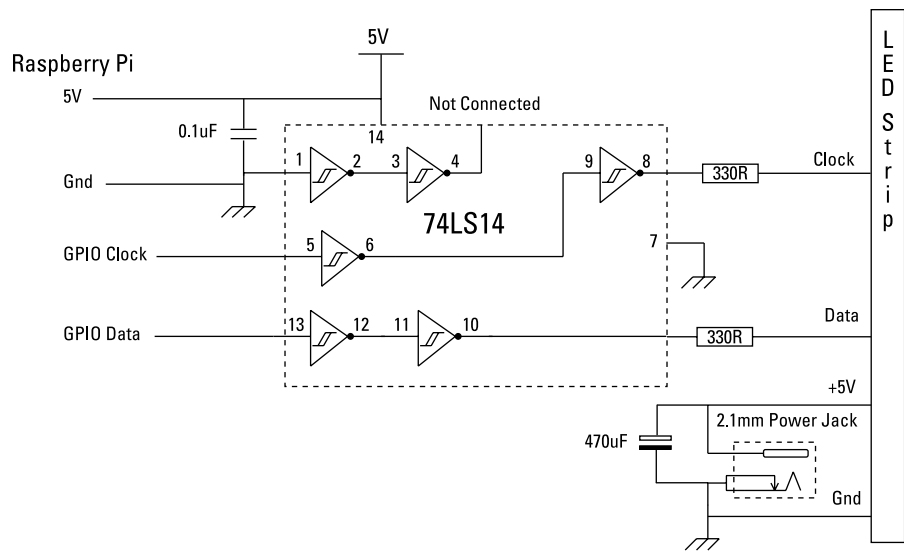 5V
Raspberry Pi
5V
Not Connected
0.1uF
14
1
2
3
4
9
8
Clock
330R
Gnd
74LS14
7
5
6
GPIO Clock
GPIO Data
13
12
11
10
Data
330R
+5V
2.1mm Power Jack
470uF
Gnd
LED Strip